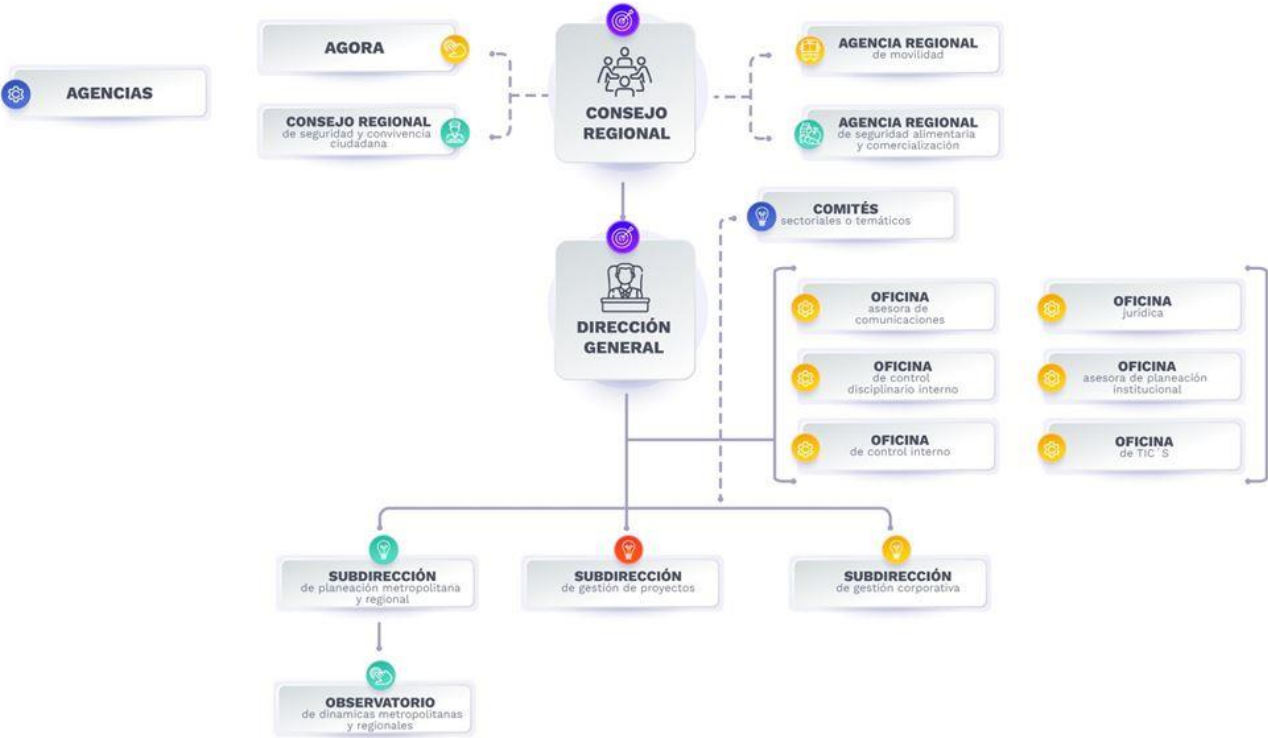 AGENCIAS
AGORA
CONSEJO REGIONAL
de seguridad y convivencia
ciudadana
CONSEJO
REGIONAL
AGENCIA REGIONAL
de movilidad
AGENCIA REGIONAL
de seguridad alimentaria
y comercialización
COMITÉS
sectoriales o temáticos
DIRECCIÓN
GENERAL
OFICINA
asesora de
comunicaciones
OFICINA
jurídica
OFICINA
de control
disciplinario interno
OFICINA
asesora de planeación
institucional
OFICINA
de control interno
OFICINA
de TIC´S
SUBDIRECCIÓN
de planeación metropolitana
y regional
SUBDIRECCIÓN
de gestión de proyectos
SUBDIRECCIÓN
de gestión corporativa
OBSERVATORIO
de dinamicas metropolitanas
y regionales